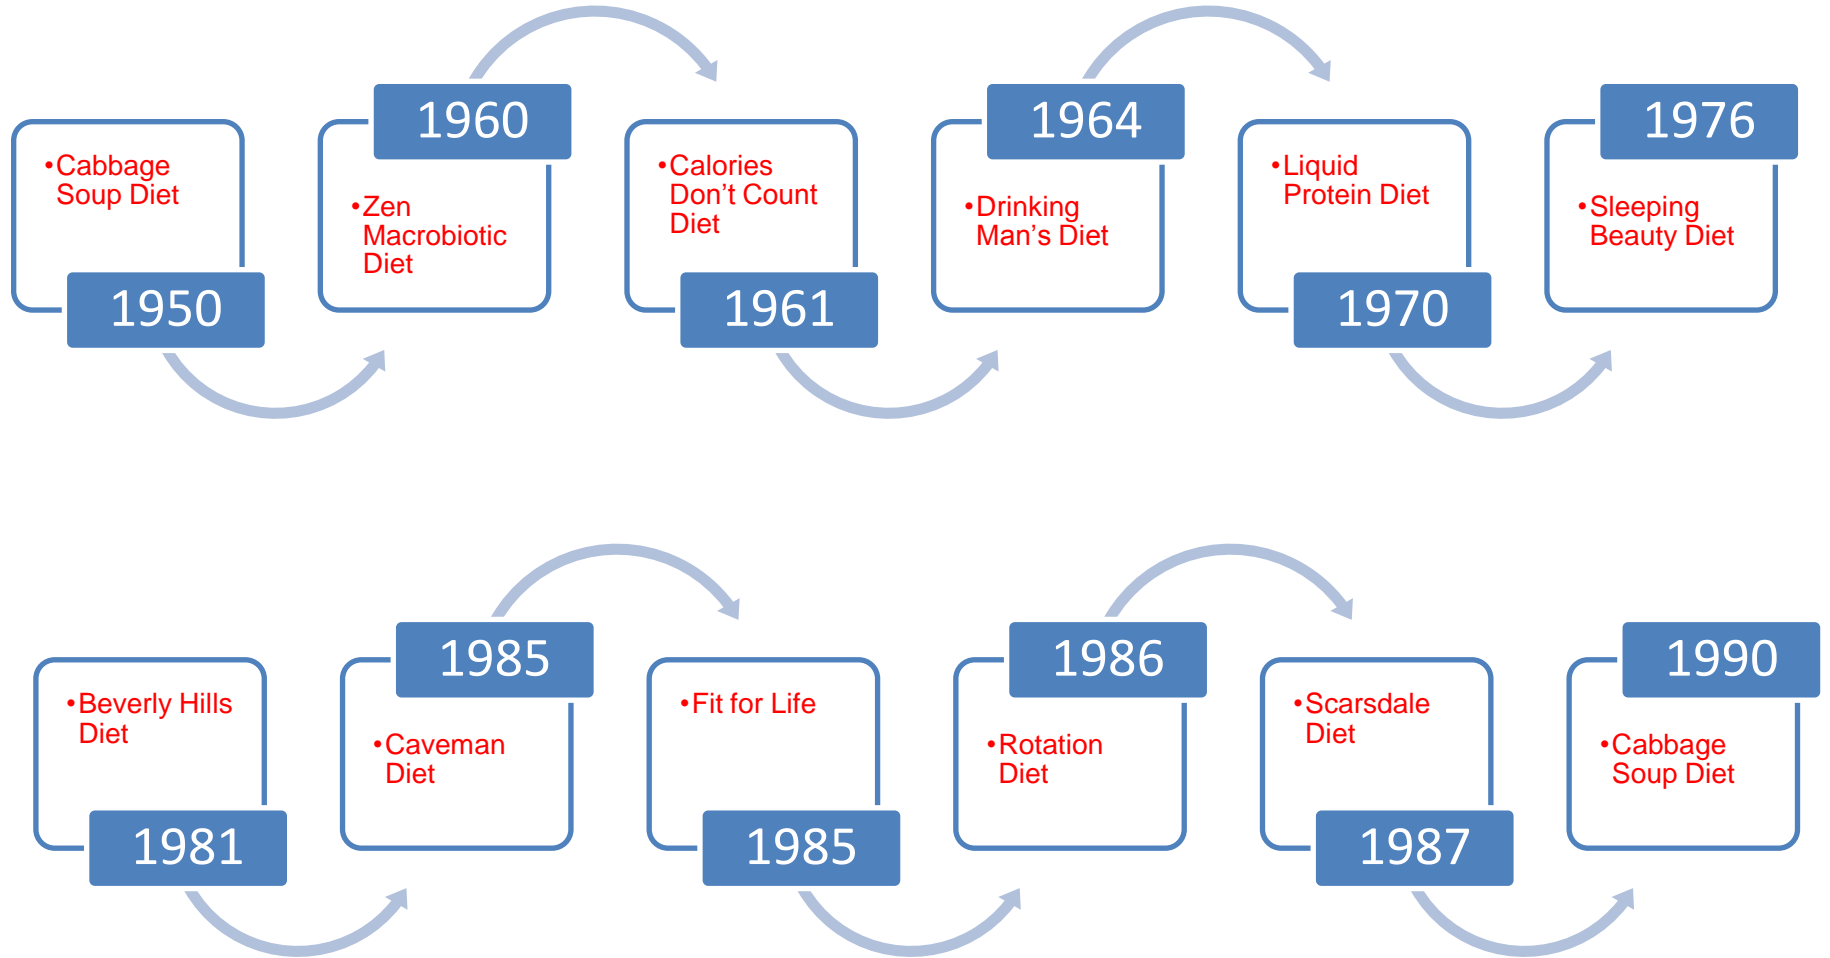 •Cabbage
Soup Diet
1950
1960
•Zen
Macrobiotic
Diet
•Calories
Don’t Count
Diet
1961
1964
•Drinking
Man’s Diet
•Liquid
Protein Diet
1970
1976
•Sleeping
Beauty Diet
•Beverly Hills
Diet
1981
1985
•Caveman
Diet
•Fit for Life
1985
1986
•Rotation
Diet
•Scarsdale
Diet
1987
1990
•Cabbage
Soup Diet